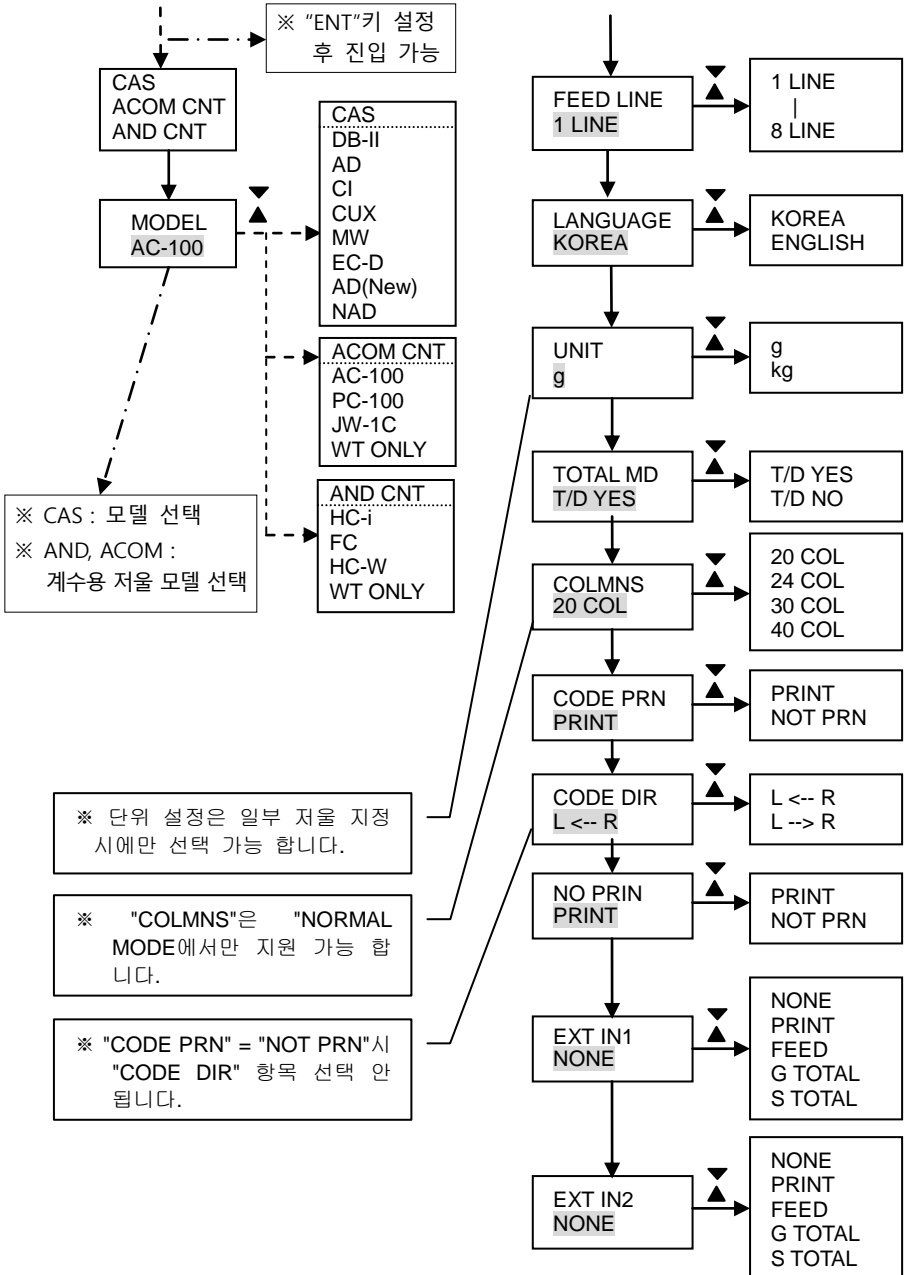 ※ "ENT"키 설정
후 진입 가능
CAS
ACOM CNT
AND CNT
MODEL
AC-100
CAS
DB-II
AD
CI
CUX
MW
EC-D
AD(New)
NAD
ACOM CNT
AC-100
PC-100
JW-1C
WT ONLY
AND CNT
HC-i
FC
HC-W
WT ONLY
※ CAS : 모델 선택
※ AND, ACOM :
계수용 저울 모델 선택
※ 단위 설정은 일부 저울 지정
시에만 선택 가능 합니다.
※ "COLMNS"은 "NORMAL
MODE에서만 지원 가능 합
니다.
※ "CODE PRN" = "NOT PRN"시
"CODE DIR" 항목 선택 안
됩니다.
FEED LINE
1 LINE
1 LINE
|
8 LINE
LANGUAGE
KOREA
KOREA
ENGLISH
UNIT
g
g
kg
TOTAL MD
T/D YES
T/D YES
T/D NO
COLMNS
20 COL
20 COL
24 COL
30 COL
40 COL
CODE PRN
PRINT
PRINT
NOT PRN
CODE DIR
L <-- R
L <-- R
L --> R
NO PRIN
PRINT
PRINT
NOT PRN
EXT IN1
NONE
NONE
PRINT
FEED
G TOTAL
S TOTAL
EXT IN2
NONE
NONE
PRINT
FEED
G TOTAL
S TOTAL